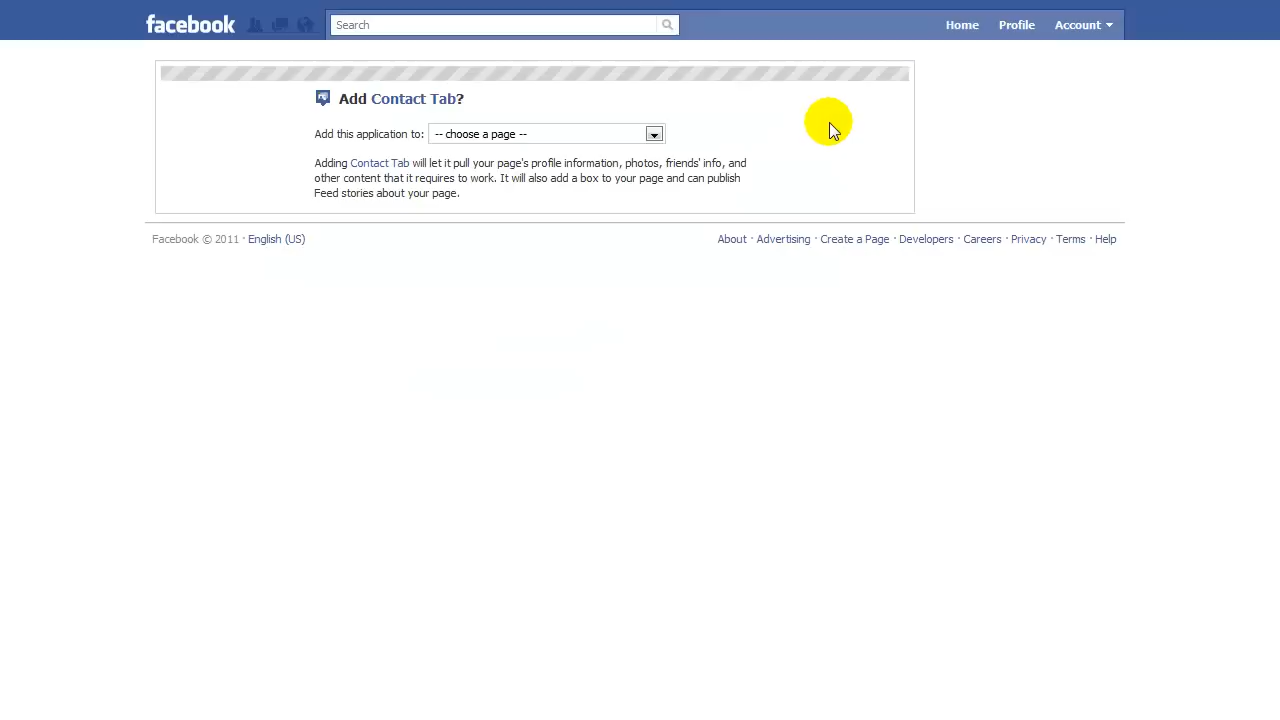 facebook Search Home Profile Account
Add Contact Tab?
Add this application to: -- choose a page --
Adding Contact Tab will let it pull your page's profile information, photos, friends' info, and
other content that it requires to work. It will also add a box to your page and can publish
Feed stories about your page.
Facebook © 2011 · English (US) About · Advertising · Create a Page · Developers · Careers · Privacy · Terms · Help